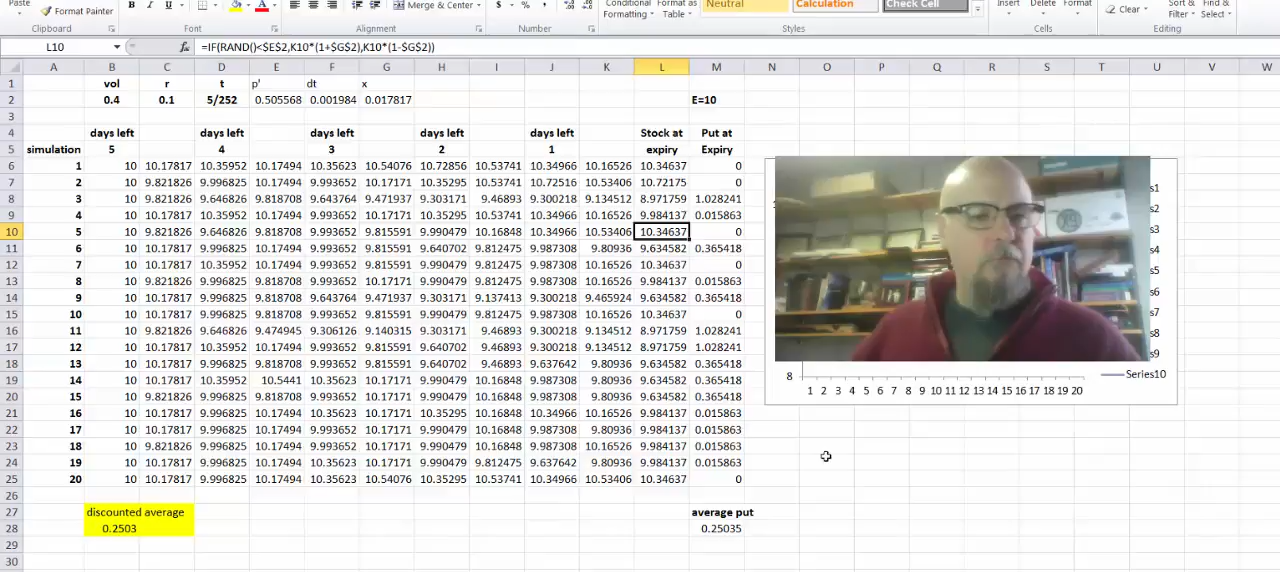 Paste
Format Painter
B I U A
Merge & Center
$ % ,
Conditional Format as
Formatting Table
Neutral Calculation Check Cell
Insert Delete Format
Clear
Sort & Find &
Filter Select
Clipboard Font Alignment Number Styles Cells Editing
L10 fx =IF(RAND()<$E$2,K10*(1+$G$2),K10*(1-$G$2))
A B C D E F G H I J K L M N O P Q R S T U V W
1 vol r t p' dt x
2 0.4 0.1 5/252 0.505568 0.001984 0.017817 E=10
3
4 days left days left days left days left days left Stock at Put at
5 simulation 5 4 3 2 1 expiry Expiry
6 1 10 10.17817 10.35952 10.17494 10.35623 10.54076 10.72856 10.53741 10.34966 10.16526 10.34637 0
7 2 10 9.821826 9.996825 10.17494 9.993652 10.17171 10.35295 10.53741 10.72516 10.53406 10.72175 0
8 3 10 9.821826 9.646826 9.818708 9.643764 9.471937 9.303171 9.46893 9.300218 9.134512 8.971759 1.028241
9 4 10 10.17817 10.35952 10.17494 9.993652 10.17171 10.35295 10.53741 10.34966 10.16526 9.984137 0.015863
10 5 10 9.821826 9.646826 9.818708 9.993652 9.815591 9.990479 10.16848 10.34966 10.53406 10.34637 0
11 6 10 10.17817 9.996825 10.17494 9.993652 9.815591 9.640702 9.812475 9.987308 9.80936 9.634582 0.365418
12 7 10 10.17817 10.35952 10.17494 9.993652 9.815591 9.990479 9.812475 9.987308 10.16526 10.34637 0
13 8 10 9.821826 9.646826 9.818708 9.993652 9.815591 9.990479 9.812475 9.987308 10.16526 9.984137 0.015863
14 9 10 10.17817 9.996825 9.818708 9.643764 9.471937 9.303171 9.137413 9.300218 9.465924 9.634582 0.365418
15 10 10 10.17817 9.996825 9.818708 9.993652 9.815591 9.990479 10.16848 9.987308 10.16526 10.34637 0
16 11 10 9.821826 9.646826 9.474945 9.306126 9.140315 9.303171 9.46893 9.300218 9.134512 8.971759 1.028241
17 12 10 10.17817 10.35952 10.17494 9.993652 9.815591 9.640702 9.46893 9.300218 9.134512 8.971759 1.028241
18 13 10 10.17817 9.996825 9.818708 9.993652 9.815591 9.640702 9.46893 9.637642 9.80936 9.634582 0.365418
19 14 10 10.17817 10.35952 10.5441 10.35623 10.17171 9.990479 10.16848 9.987308 9.80936 9.634582 0.365418
20 15 10 9.821826 9.996825 9.818708 9.993652 9.815591 9.990479 10.16848 9.987308 9.80936 9.634582 0.365418
21 16 10 10.17817 9.996825 10.17494 10.35623 10.17171 9.990479 10.16848 10.34966 10.16526 9.984137 0.015863
22 17 10 10.17817 9.996825 10.17494 9.993652 10.17171 9.990479 9.812475 9.987308 10.16526 9.984137 0.015863
23 18 10 9.821826 9.996825 10.17494 9.993652 10.17171 9.990479 10.16848 9.987308 10.16526 9.984137 0.015863
24 19 10 10.17817 9.996825 10.17494 10.35623 10.17171 9.990479 9.812475 9.637642 9.80936 9.984137 0.015863
25 20 10 10.17817 9.996825 10.17494 10.35623 10.54076 10.35295 10.53741 10.34966 10.53406 10.34637 0
26
27 discounted average average put
28 0.2503 0.25035
29
30
s1
s2
s3
s4
s5
s6
s7
s8
s9
Series10
8
1 2 3 4 5 6 7 8 9 10 11 12 13 14 15 16 17 18 19 20